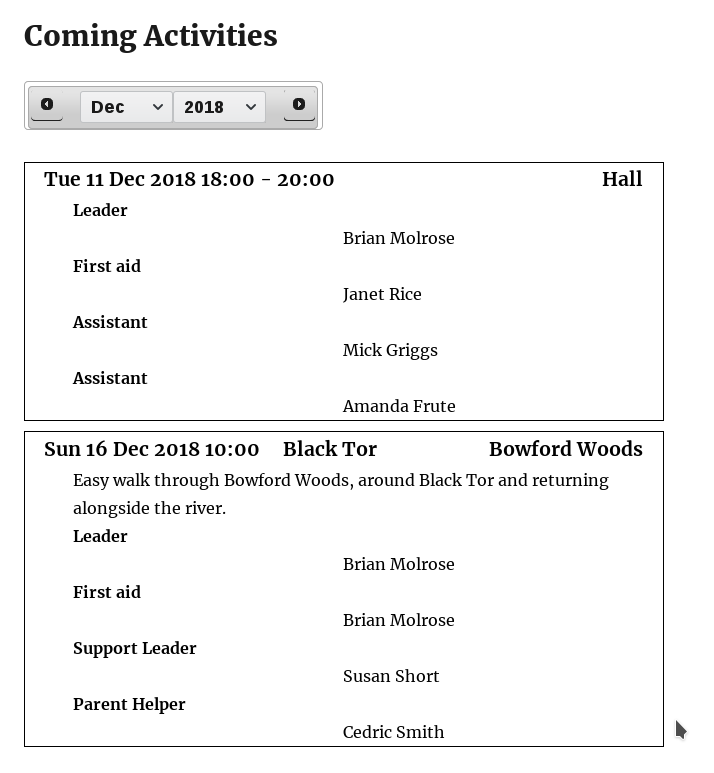 Coming Activities
Dec 2018
Tue 11 Dec 2018 18:00 - 20:00 Hall
Leader
Brian Molrose
First aid
Janet Rice
Assistant
Mick Griggs
Assistant
Amanda Frute
Sun 16 Dec 2018 10:00 Black Tor Bowford Woods
Easy walk through Bowford Woods, around Black Tor and returning
alongside the river.
Leader
Brian Molrose
First aid
Brian Molrose
Support Leader
Susan Short
Parent Helper
Cedric Smith